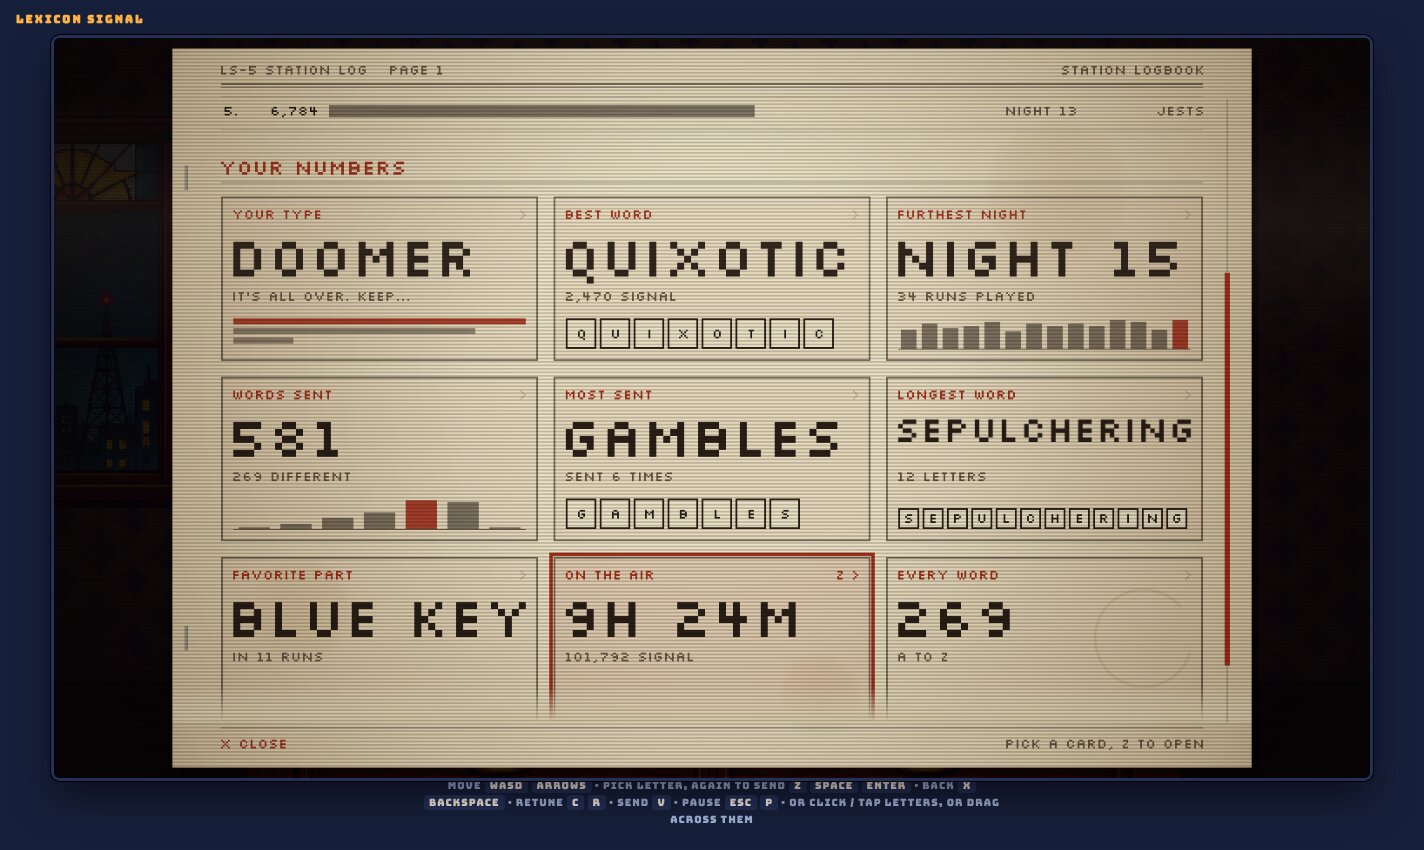 LEXICON SIGNAL
LS-5 STATION LOG PAGE 1 STATION LOGBOOK
5. 6,784 NIGHT 13 JESTS
YOUR NUMBERS
YOUR TYPE >
DOOMER
IT'S ALL OVER. KEEP...
BEST WORD >
QUIXOTIC
2,470 SIGNAL
Q U I X O T I C
FURTHEST NIGHT >
NIGHT 15
34 RUNS PLAYED
WORDS SENT >
581
269 DIFFERENT
MOST SENT >
GAMBLES
SENT 6 TIMES
G A M B L E S
LONGEST WORD >
SEPULCHERING
12 LETTERS
S E P U L C H E R I N G
FAVORITE PART >
BLUE KEY
IN 11 RUNS
ON THE AIR Z >
9H 24M
101,792 SIGNAL
EVERY WORD >
269
A TO Z
X CLOSE PICK A CARD, Z TO OPEN
MOVE WASD ARROWS · PICK LETTER, AGAIN TO SEND Z SPACE ENTER · BACK X
BACKSPACE · RETUNE C R · SEND V · PAUSE ESC P · OR CLICK / TAP LETTERS, OR DRAG
ACROSS THEM